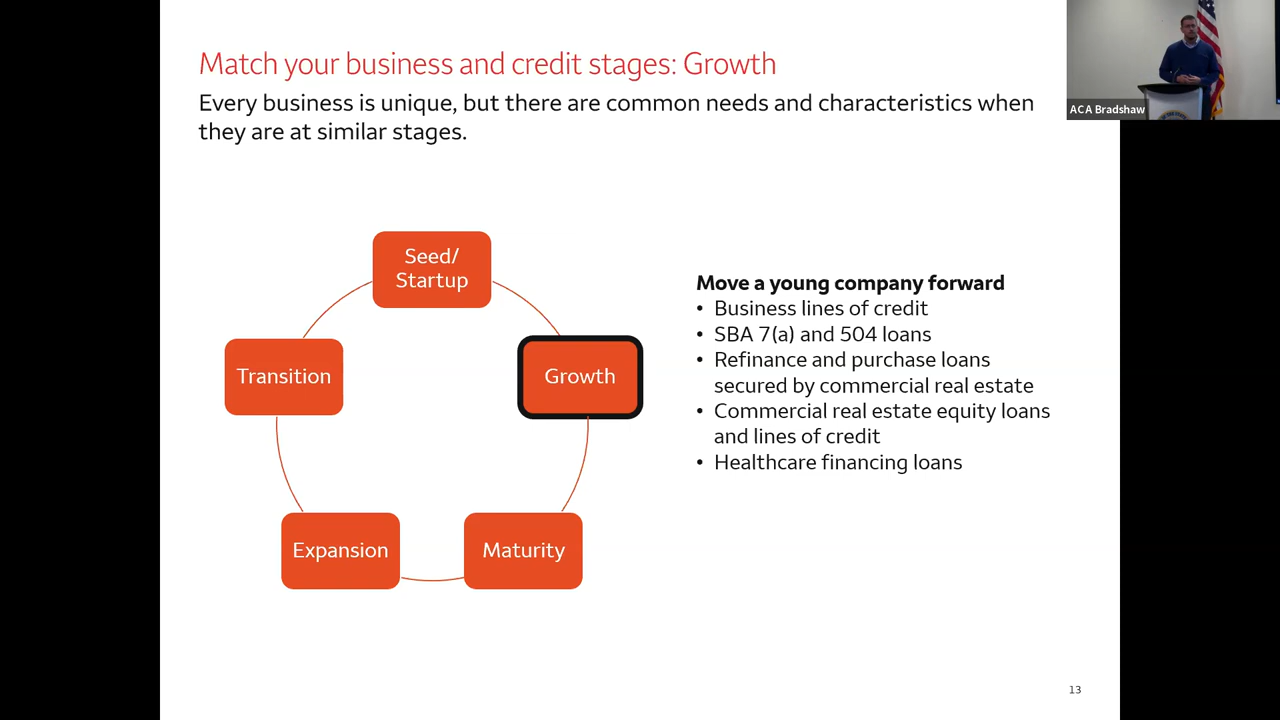 Match your business and credit stages: Growth
Every business is unique, but there are common needs and characteristics when
they are at similar stages.
ACA Bradshaw
Seed/
Startup
Growth
Maturity
Expansion
Transition
Move a young company forward
• Business lines of credit
• SBA 7(a) and 504 loans
• Refinance and purchase loans
secured by commercial real estate
• Commercial real estate equity loans
and lines of credit
• Healthcare financing loans
13